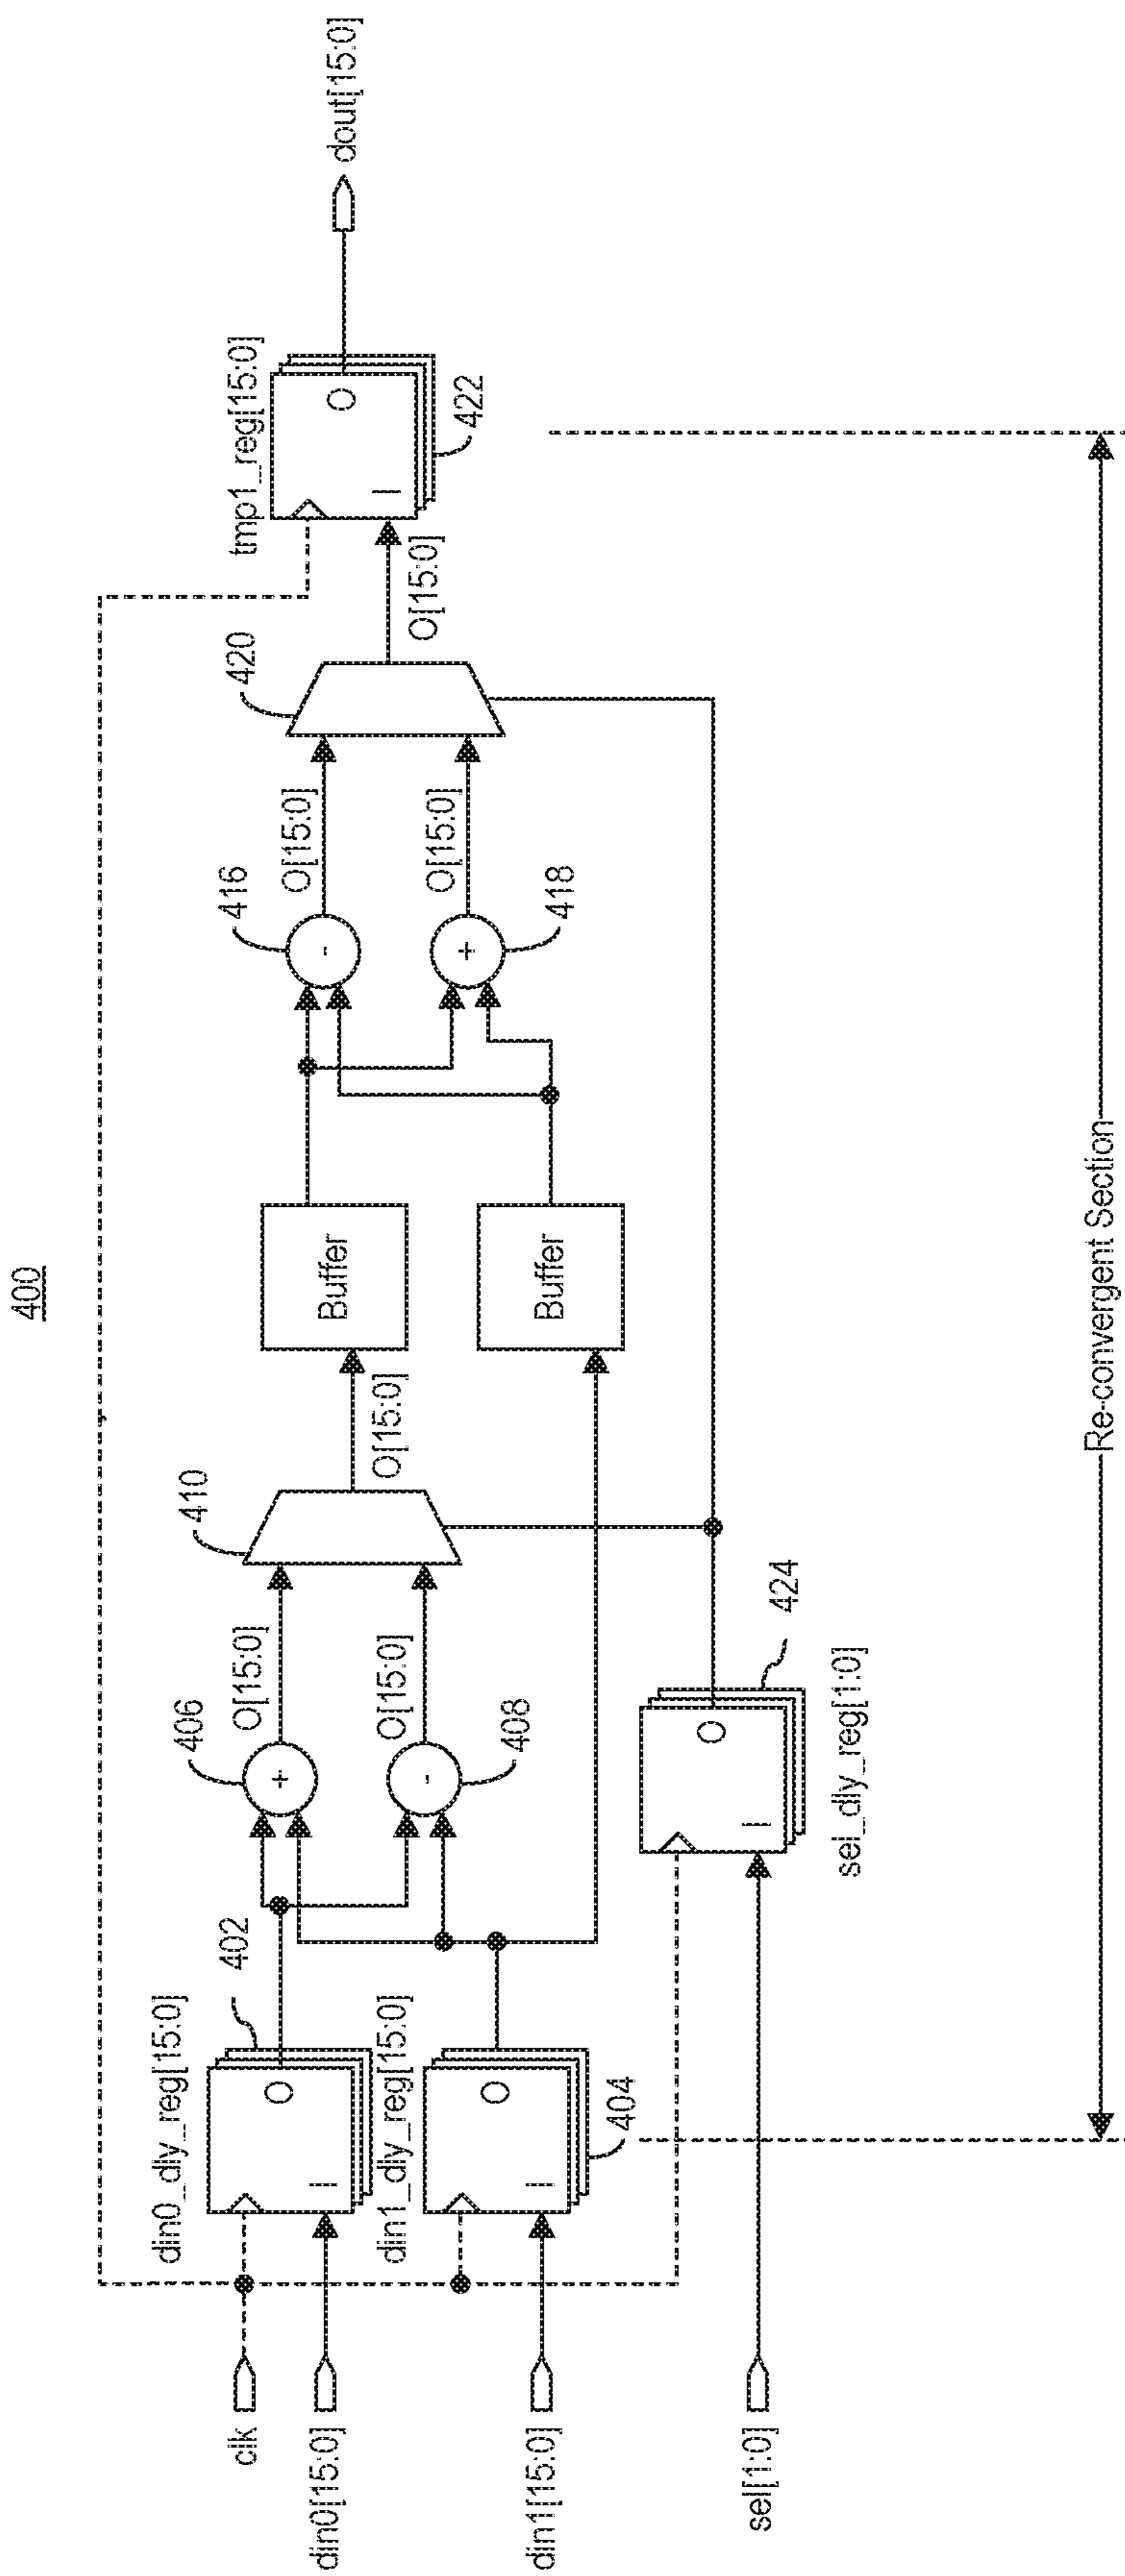 400
clk
din0[15:0]
din1[15:0]
sel[1:0]
din0_dly_reg[15:0]
402
I
O
din1_dly_reg[15:0]
404
I
O
406
+
O[15:0]
408
-
O[15:0]
410
O[15:0]
sel_dly_reg[1:0]
424
I
O
Buffer
Buffer
416
-
O[15:0]
418
+
O[15:0]
420
O[15:0]
tmp1_reg[15:0]
422
I
O
dout[15:0]
Re-convergent Section